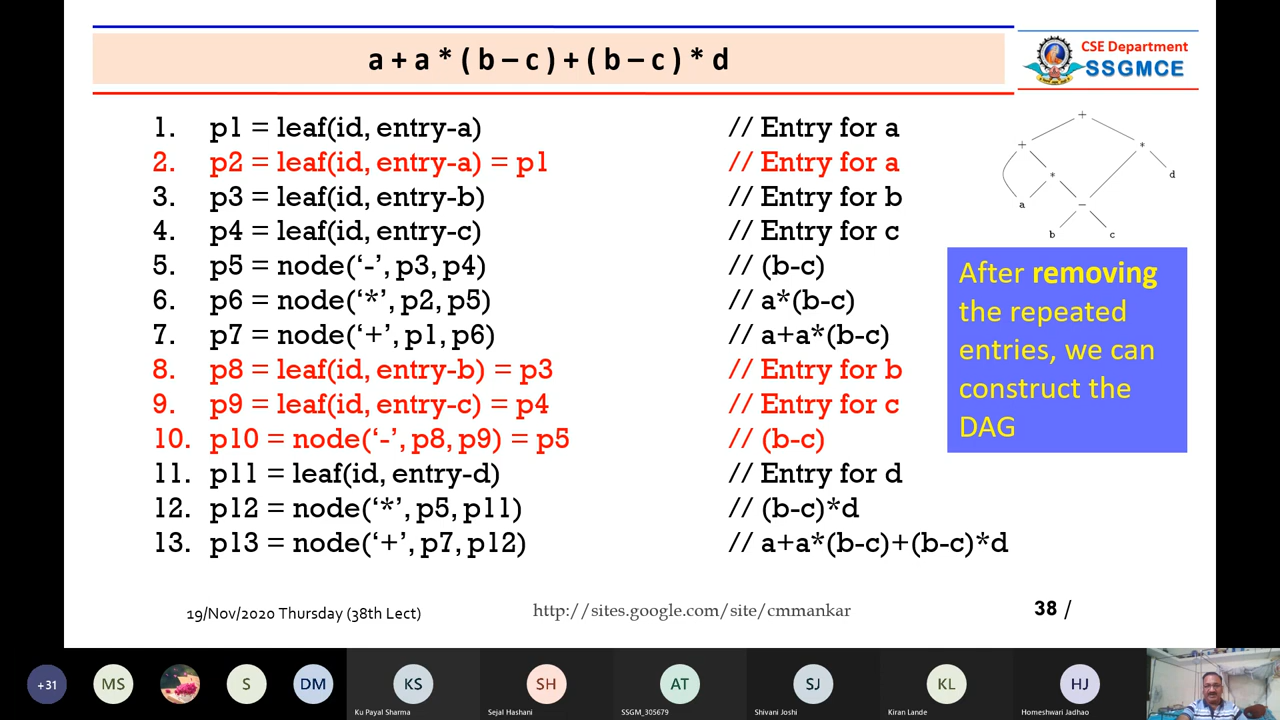 a + a * ( b – c ) + ( b – c ) * d
CSE Department
SSGMCE
1. p1 = leaf(id, entry-a) // Entry for a
2. p2 = leaf(id, entry-a) = p1 // Entry for a
3. p3 = leaf(id, entry-b) // Entry for b
4. p4 = leaf(id, entry-c) // Entry for c
5. p5 = node(‘-’, p3, p4) // (b-c)
6. p6 = node(‘*’, p2, p5) // a*(b-c)
7. p7 = node(‘+’, p1, p6) // a+a*(b-c)
8. p8 = leaf(id, entry-b) = p3 // Entry for b
9. p9 = leaf(id, entry-c) = p4 // Entry for c
10. p10 = node(‘-’, p8, p9) = p5 // (b-c)
11. p11 = leaf(id, entry-d) // Entry for d
12. p12 = node(‘*’, p5, p11) // (b-c)*d
13. p13 = node(‘+’, p7, p12) // a+a*(b-c)+(b-c)*d
+
+ *
* d
a –
b c
After removing
the repeated
entries, we can
construct the
DAG
19/Nov/2020 Thursday (38th Lect) http://sites.google.com/site/cmmankar 38 /
+31 MS S DM KS SH AT SJ KL HJ
Ku Payal Sharma Sejal Hashani SSGM_305679 Shivani Joshi Kiran Lande Homeshwari Jadhao